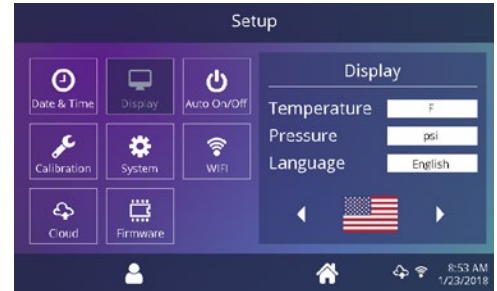 Setup
Date & Time
Display
Auto On/Off
Calibration
System
WIFI
Cloud
Firmware
Display
Temperature F
Pressure psi
Language English
8:53 AM
1/23/2018